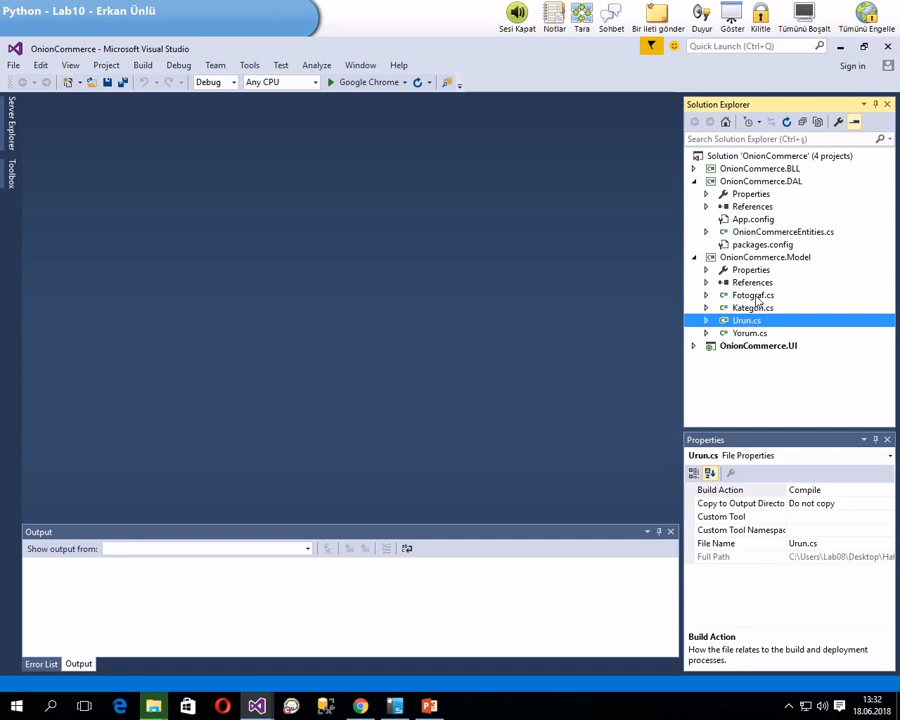 Python - Lab10 - Erkan Ünlü
Sesi Kapat
Notlar
Tara
Sohbet
Bir ileti gönder
Duyur
Göster
Kilitle
Tümünü Boşalt
Tümünü Engelle
OnionCommerce - Microsoft Visual Studio
Quick Launch (Ctrl+Q)
File Edit View Project Build Debug Team Tools Test Analyze Window Help
Sign in
Debug
Any CPU
Google Chrome
Server Explorer
Toolbox
Solution Explorer
Search Solution Explorer (Ctrl+ş)
Solution 'OnionCommerce' (4 projects)
OnionCommerce.BLL
OnionCommerce.DAL
Properties
References
App.config
OnionCommerceEntities.cs
packages.config
OnionCommerce.Model
Properties
References
Fotograf.cs
Kategori.cs
Urun.cs
Yorum.cs
OnionCommerce.UI
Properties
Urun.cs File Properties
Build Action Compile
Copy to Output Directo Do not copy
Custom Tool
Custom Tool Namespac
File Name Urun.cs
Full Path C:\Users\Lab08\Desktop\Hat
Build Action
How the file relates to the build and deployment
processes.
Output
Show output from:
Error List
Output
13:32
18.06.2018